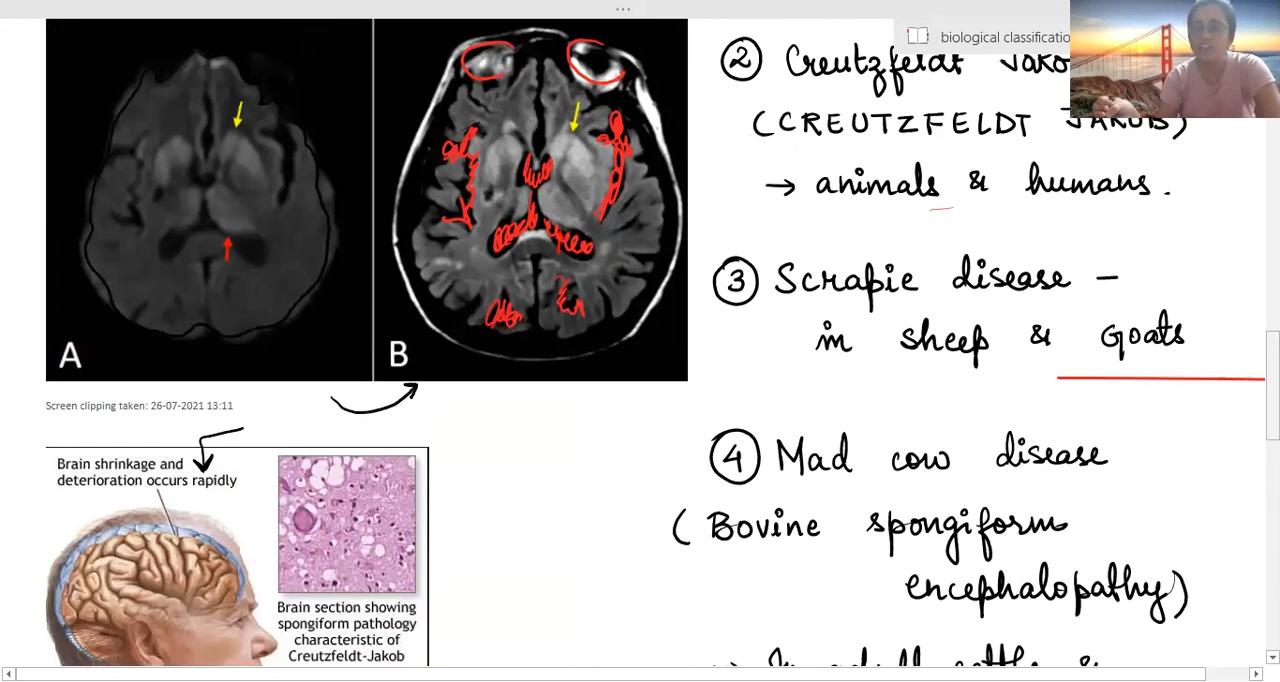 biological classificatio
② Creutzfeldt
(CREUTZFELDT JAKOB)
→ animals & humans.
③ Scrapie disease -
in sheep & Goats
A
B
Screen clipping taken: 26-07-2021 13:11
④ Mad cow disease
Brain shrinkage and
deterioration occurs rapidly
(Bovine spongiform
encephalopathy)
Brain section showing
spongiform pathology
characteristic of
Creutzfeldt-Jakob